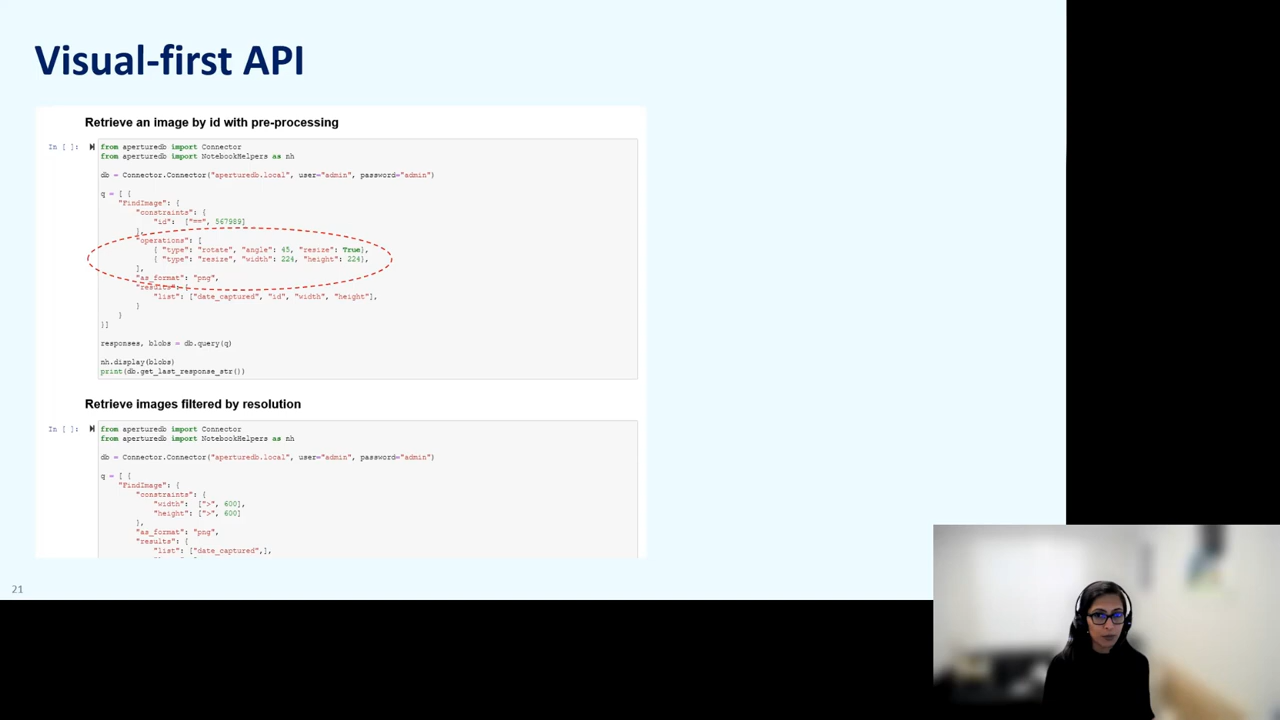 Visual-first API
Retrieve an image by id with pre-processing
In [ ]:
from aperturedb import Connector
from aperturedb import NotebookHelpers as nh
db = Connector.Connector("aperturedb.local", user="admin", password="admin")
q = [ {
"FindImage": {
"constraints": {
"id": ["==", 567989]
},
"operations": [
{ "type": "rotate", "angle": 45, "resize": True},
{ "type": "resize", "width": 224, "height": 224},
],
"as_format": "png",
"results": {
"list": ["date_captured", "id", "width", "height"],
}
}
}]
responses, blobs = db.query(q)
nh.display(blobs)
print(db.get_last_response_str())
Retrieve images filtered by resolution
In [ ]:
from aperturedb import Connector
from aperturedb import NotebookHelpers as nh
db = Connector.Connector("aperturedb.local", user="admin", password="admin")
q = [ {
"FindImage": {
"constraints": {
"width": [">", 600],
"height": [">", 600]
},
"as_format": "png",
"results": {
"list": ["date_captured",],
21